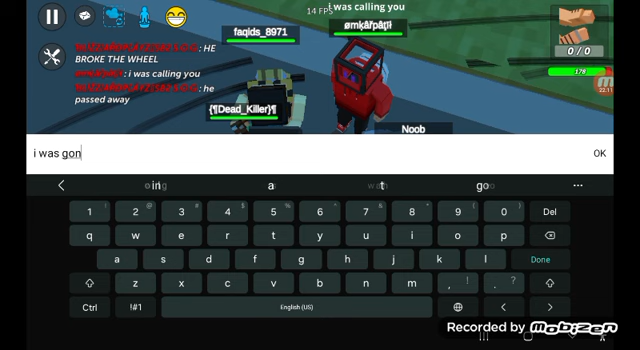 14 FPS
i was calling you
faqids_8971
: HE
BROKE THE WHEEL
: i was calling you
: he
passed away
{¶Dead_Killer}¶
Noob
0 / 0
178
22:11
i was gon
OK
in a t go
1 2 3 4 5 6 7 8 9 0 Del
q w e r t y u i o p
a s d f g h j k l Done
z x c v b n m , ! . ?
Ctrl !#1 English (US)
Recorded by Mobizen